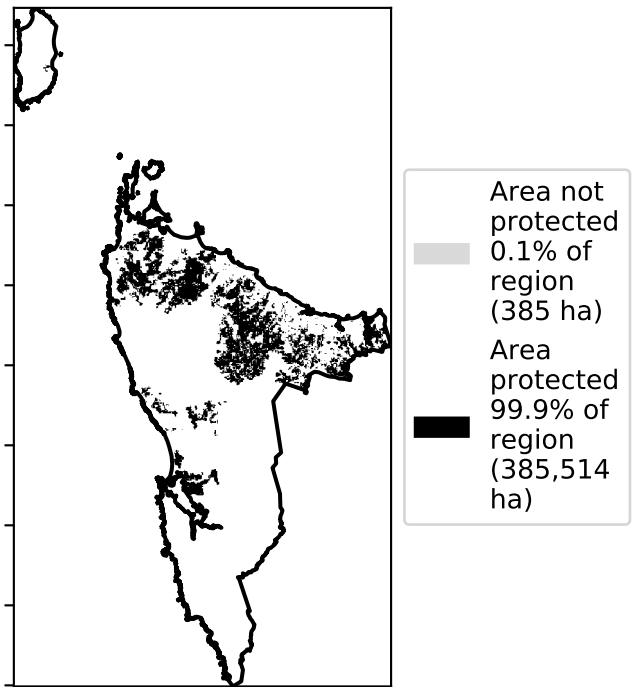 Area not
protected
0.1% of
region
(385 ha)
Area
protected
99.9% of
region
(385,514
ha)